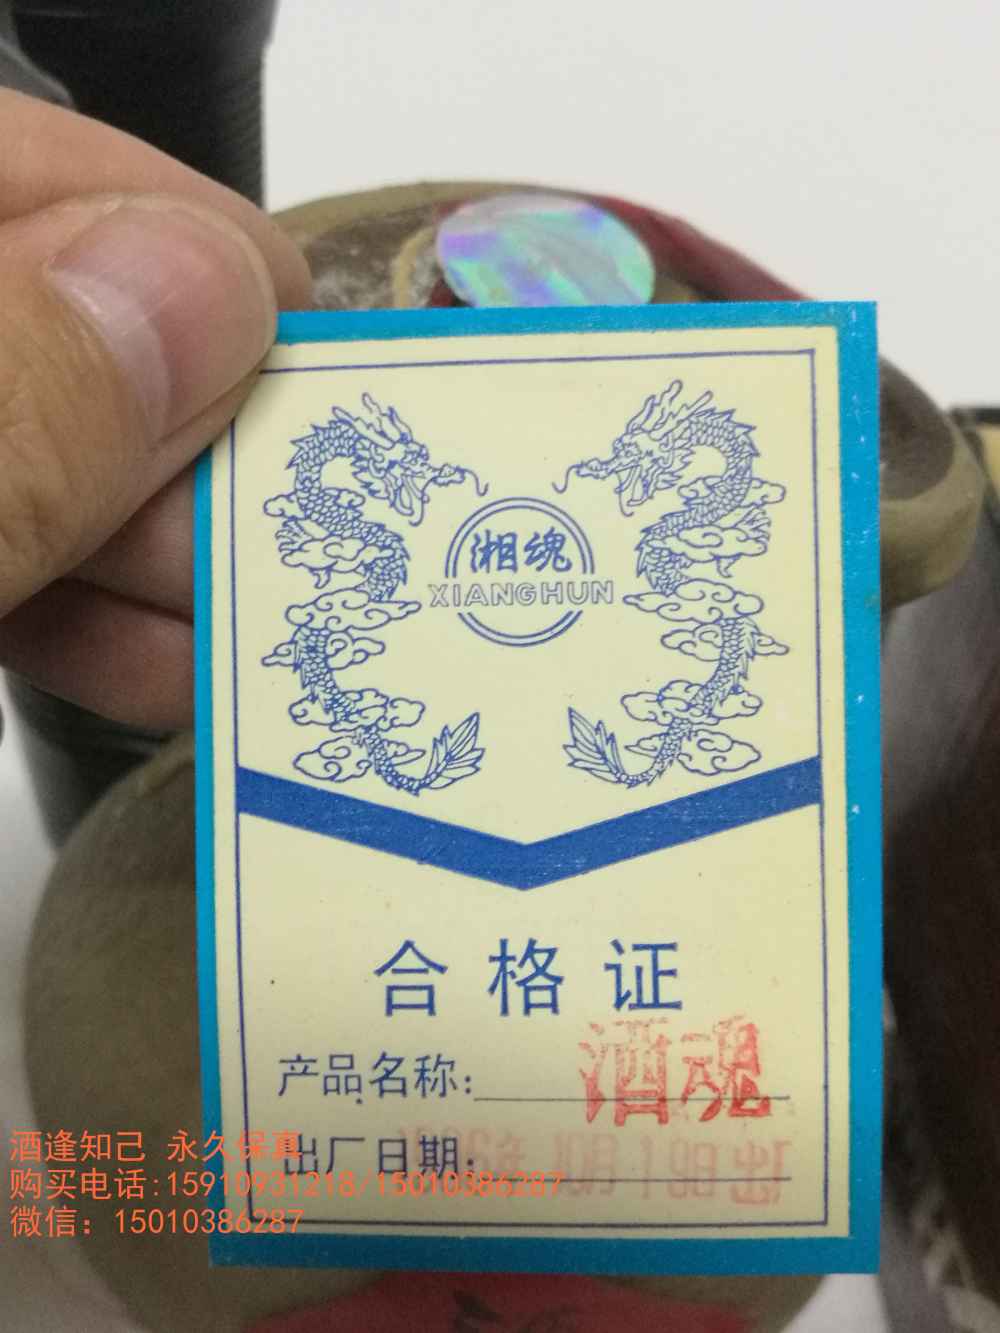 湘魂
XIANGHUN
合格证
产品名称: 酒魂
出厂日期:
酒逢知己 永久保真
购买电话:15910931218/15010386287
微信：15010386287